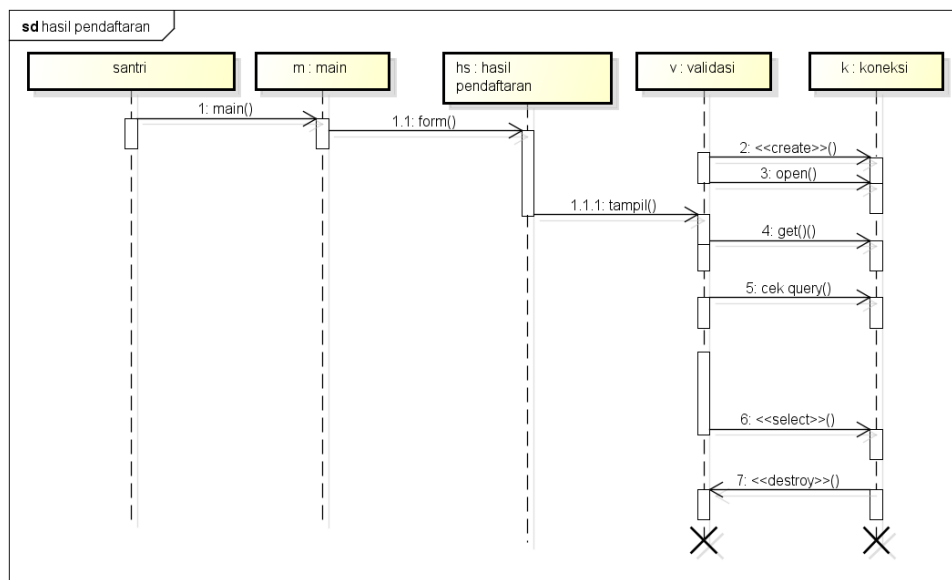 sd hasil pendaftaran
santri
m : main
hs : hasil
pendaftaran
v : validasi
k : koneksi
1: main()
1.1: form()
2: <<create>>()
3: open()
1.1.1: tampil()
4: get()()
5: cek query()
6: <<select>>()
7: <<destroy>>()